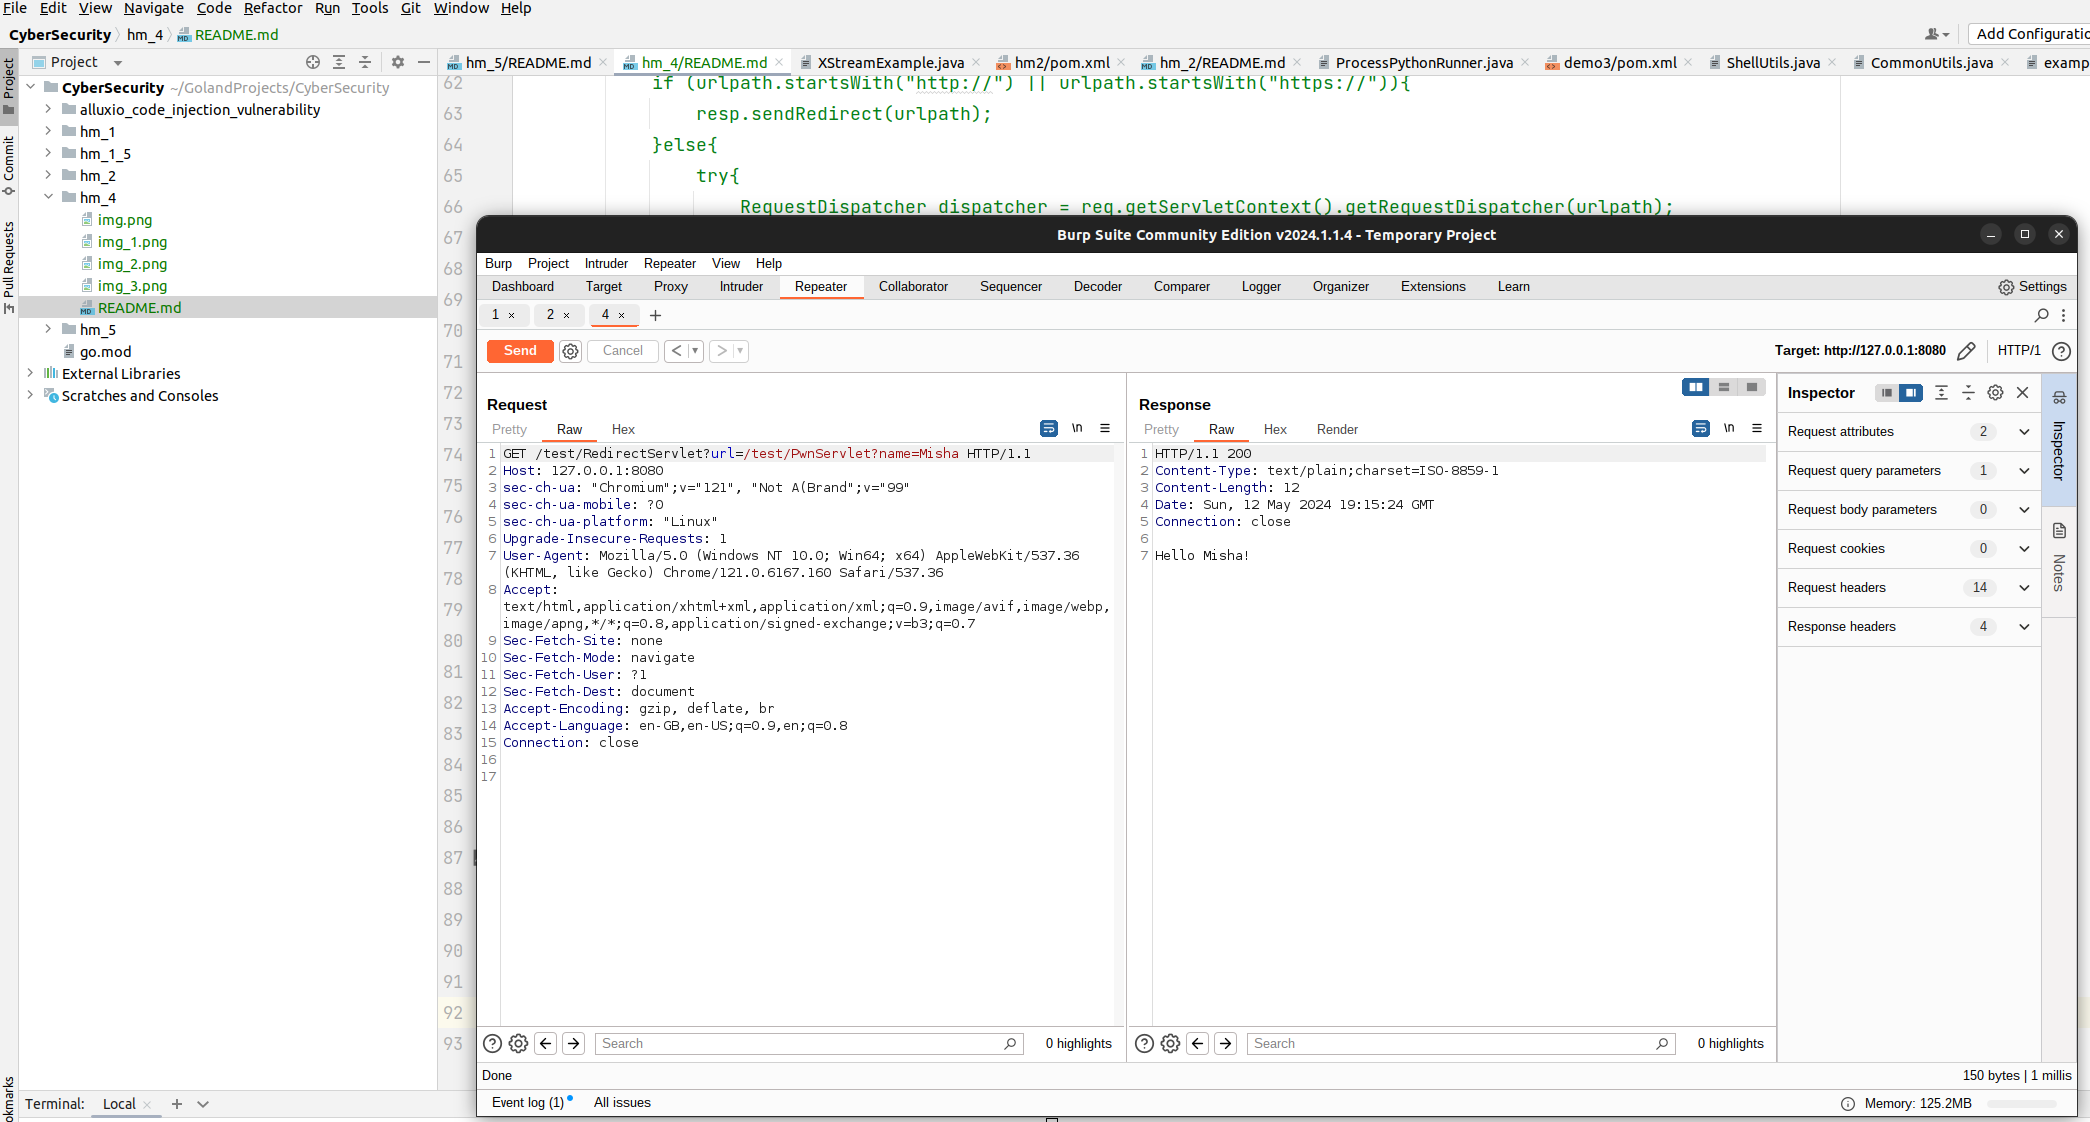 File Edit View Navigate Code Refactor Run Tools Git Window Help
CyberSecurity hm_4 README.md
Project
hm_5/README.md hm_4/README.md XStreamExample.java hm2/pom.xml hm_2/README.md ProcessPythonRunner.java demo3/pom.xml ShellUtils.java CommonUtils.java
Project
Commit
Pull Requests
CyberSecurity ~/GolandProjects/CyberSecurity
alluxio_code_injection_vulnerability
hm_1
hm_1_5
hm_2
hm_4
img.png
img_1.png
img_2.png
img_3.png
README.md
hm_5
go.mod
External Libraries
Scratches and Consoles
62 if (urlpath.startsWith("http://") || urlpath.startsWith("https://")){
63 resp.sendRedirect(urlpath);
64 }else{
65 try{
66 RequestDispatcher dispatcher = req.getServletContext().getRequestDispatcher(urlpath);
67
68
69
70
71
72
73
74
75
76
77
78
79
80
81
82
83
84
85
86
87
88
89
90
91
92
93
Burp Suite Community Edition v2024.1.1.4 - Temporary Project
Burp Project Intruder Repeater View Help
Dashboard Target Proxy Intruder Repeater Collaborator Sequencer Decoder Comparer Logger Organizer Extensions Learn Settings
1 × 2 × 4 × +
Send Cancel < >
Target: http://127.0.0.1:8080 HTTP/1
Request
Pretty Raw Hex \n
1 GET /test/RedirectServlet?url=/test/PwnServlet?name=Misha HTTP/1.1
2 Host: 127.0.0.1:8080
3 sec-ch-ua: "Chromium";v="121", "Not A(Brand";v="99"
4 sec-ch-ua-mobile: ?0
5 sec-ch-ua-platform: "Linux"
6 Upgrade-Insecure-Requests: 1
7 User-Agent: Mozilla/5.0 (Windows NT 10.0; Win64; x64) AppleWebKit/537.36
(KHTML, like Gecko) Chrome/121.0.6167.160 Safari/537.36
8 Accept:
text/html,application/xhtml+xml,application/xml;q=0.9,image/avif,image/webp,
image/apng,*/*;q=0.8,application/signed-exchange;v=b3;q=0.7
9 Sec-Fetch-Site: none
10 Sec-Fetch-Mode: navigate
11 Sec-Fetch-User: ?1
12 Sec-Fetch-Dest: document
13 Accept-Encoding: gzip, deflate, br
14 Accept-Language: en-GB,en-US;q=0.9,en;q=0.8
15 Connection: close
16
17
Search 0 highlights
Response
Pretty Raw Hex Render \n
1 HTTP/1.1 200
2 Content-Type: text/plain;charset=ISO-8859-1
3 Content-Length: 12
4 Date: Sun, 12 May 2024 19:15:24 GMT
5 Connection: close
6
7 Hello Misha!
Search 0 highlights
Inspector
Request attributes 2
Request query parameters 1
Request body parameters 0
Request cookies 0
Request headers 14
Response headers 4
Inspector
Notes
Done
150 bytes | 1 millis
Event log (1) All issues
Memory: 125.2MB
Terminal: Local